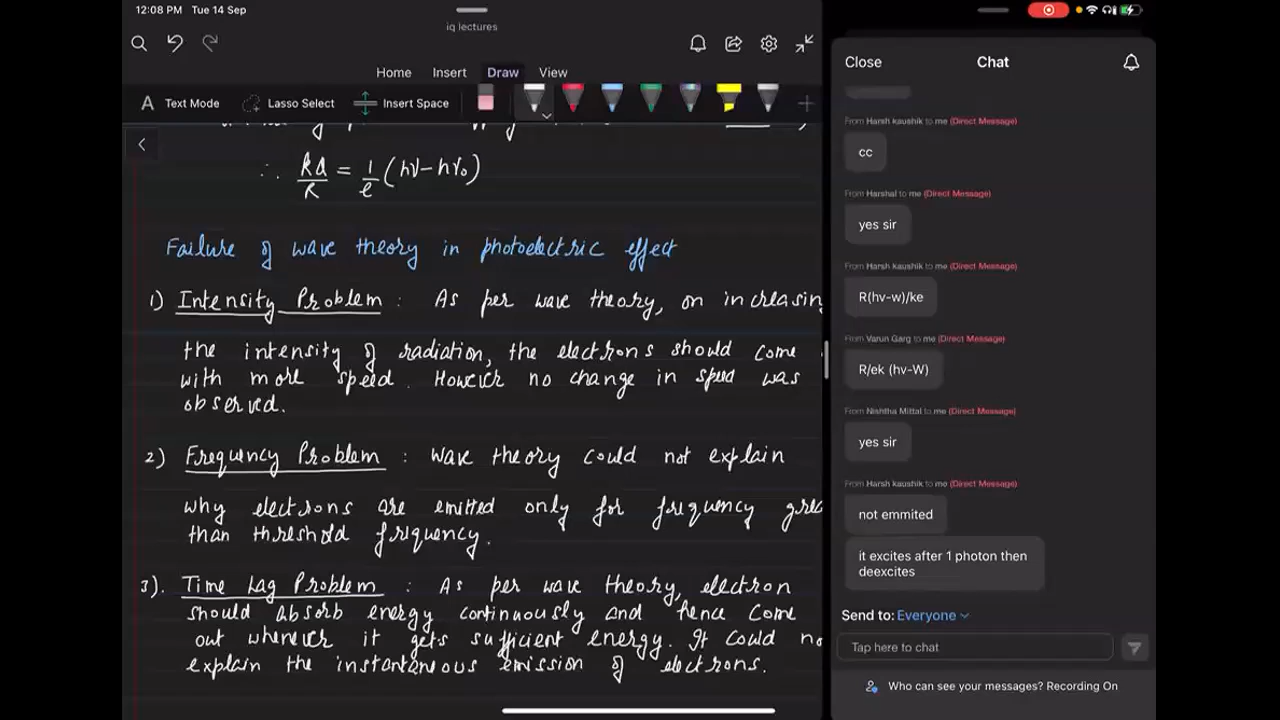 12:08 PM Tue 14 Sep
iq lectures
Home Insert Draw View
A Text Mode Lasso Select Insert Space
∴ Rd/R = 1/e (hν − hν₀)
Failure of wave theory in photoelectric effect
1) Intensity Problem : As per wave theory, on increasing
the intensity of radiation, the electrons should come
with more speed. However no change in speed was
observed.
2) Frequency Problem : Wave theory could not explain
why electrons are emitted only for frequency grea
than threshold frequency.
3). Time Lag Problem : As per wave theory, electron
should absorb energy continuously and hence come
out whenever it gets sufficient energy. It could no
explain the instantaneous emission of electrons.
Close Chat
From Harsh kaushik to me (Direct Message)
cc
From Harshal to me (Direct Message)
yes sir
From Harsh kaushik to me (Direct Message)
R(hv-w)/ke
From Varun Garg to me (Direct Message)
R/ek (hv-W)
From Nishtha Mittal to me (Direct Message)
yes sir
From Harsh kaushik to me (Direct Message)
not emmited
it excites after 1 photon then
deexcites
Send to: Everyone
Tap here to chat
Who can see your messages? Recording On